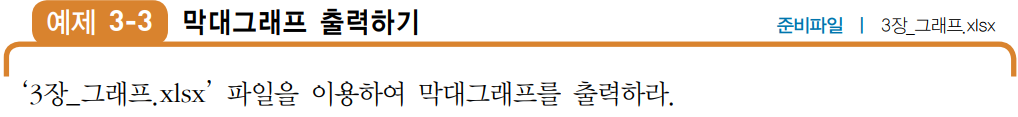 예제 3-3 막대그래프 출력하기 준비파일 | 3장_그래프.xlsx
‘3장_그래프.xlsx’ 파일을 이용하여 막대그래프를 출력하라.